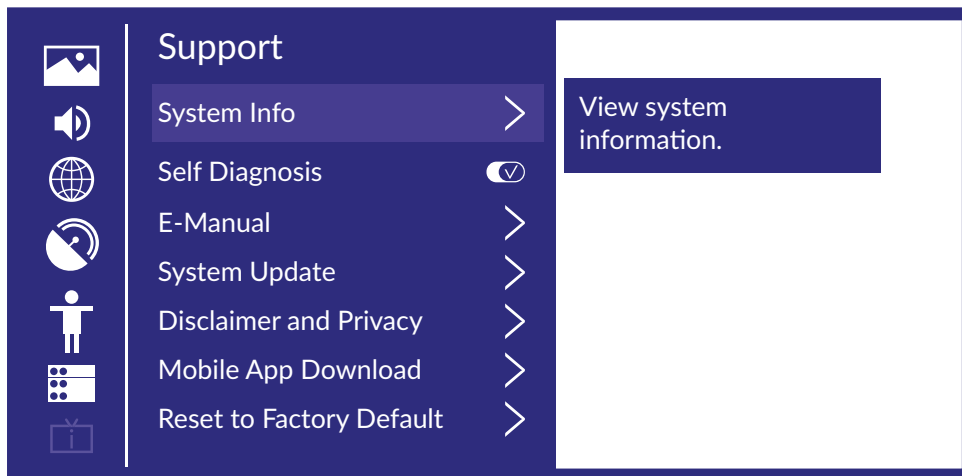 Support
System Info
View system
information.
Self Diagnosis
E-Manual
System Update
Disclaimer and Privacy
Mobile App Download
Reset to Factory Default
i